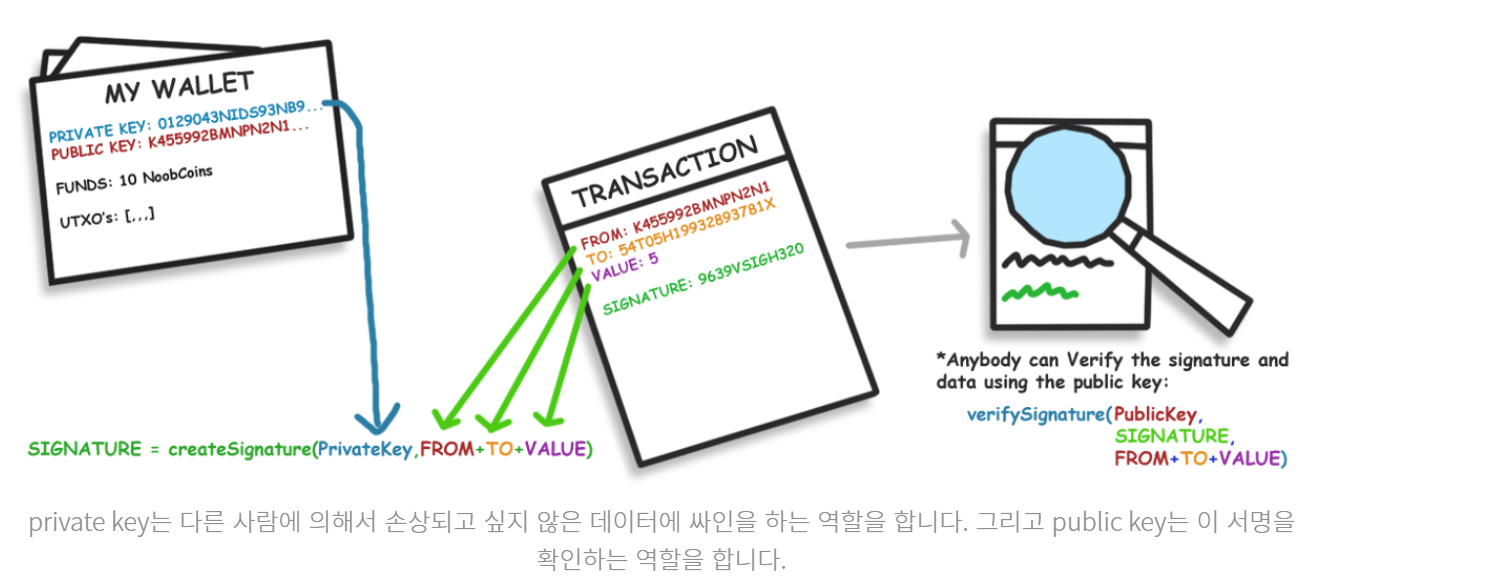 MY WALLET
PRIVATE KEY: 0129043NIDS93NB9...
PUBLIC KEY: K455992BMNPN2N1...
FUNDS: 10 NoobCoins
UTXO's: [,,,]
TRANSACTION
FROM: K455992BMNPN2N1
TO: 54T05H19932893781X
VALUE: 5
SIGNATURE: 9639VSIGH320
SIGNATURE = createSignature(PrivateKey,FROM+TO+VALUE)
*Anybody can Verify the signature and
data using the public key:
verifySignature(PublicKey,
SIGNATURE,
FROM+TO+VALUE)
private key는 다른 사람에 의해서 손상되고 싶지 않은 데이터에 싸인을 하는 역할을 합니다. 그리고 public key는 이 서명을
확인하는 역할을 합니다.